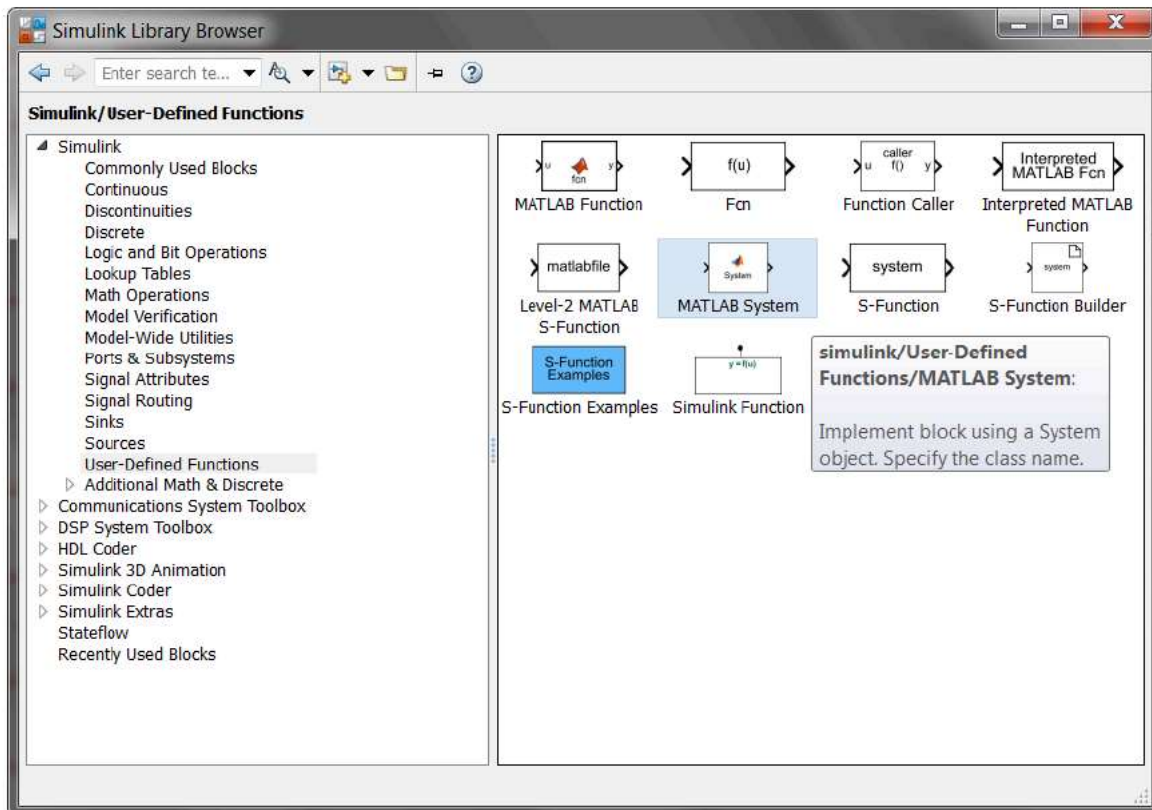 Simulink Library Browser
Enter search te...
Simulink/User-Defined Functions
Simulink
Commonly Used Blocks
Continuous
Discontinuities
Discrete
Logic and Bit Operations
Lookup Tables
Math Operations
Model Verification
Model-Wide Utilities
Ports & Subsystems
Signal Attributes
Signal Routing
Sinks
Sources
User-Defined Functions
Additional Math & Discrete
Communications System Toolbox
DSP System Toolbox
HDL Coder
Simulink 3D Animation
Simulink Coder
Simulink Extras
Stateflow
Recently Used Blocks
u fcn y
MATLAB Function
f(u)
Fcn
caller
u f() y
Function Caller
Interpreted
MATLAB Fcn
Interpreted MATLAB
Function
matlabfile
Level-2 MATLAB
S-Function
System
MATLAB System
system
S-Function
system
S-Function Builder
S-Function
Examples
S-Function Examples
y = f(u)
Simulink Function
simulink/User-Defined
Functions/MATLAB System:
Implement block using a System
object. Specify the class name.